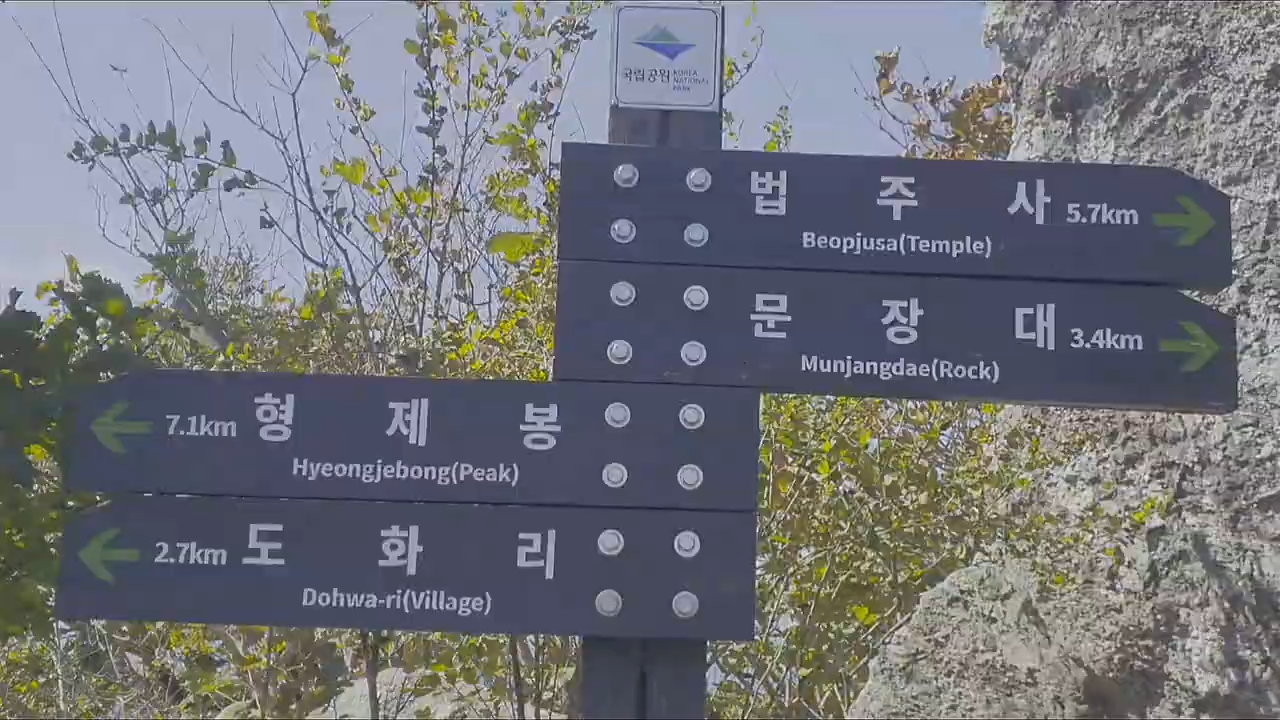 국립공원 KOREA
NATIONAL
PARK
법 주 사 5.7km
Beopjusa(Temple)
문 장 대 3.4km
Munjangdae(Rock)
7.1km 형 제 봉
Hyeongjebong(Peak)
2.7km 도 화 리
Dohwa-ri(Village)